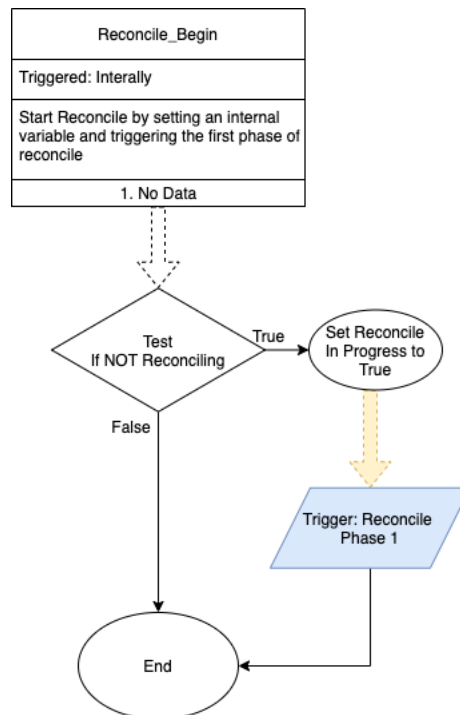 Reconcile_Begin
Triggered: Interally
Start Reconcile by setting an internal
variable and triggering the first phase of
reconcile
1. No Data
Test
If NOT Reconciling
True
Set Reconcile
In Progress to
True
False
Trigger: Reconcile
Phase 1
End